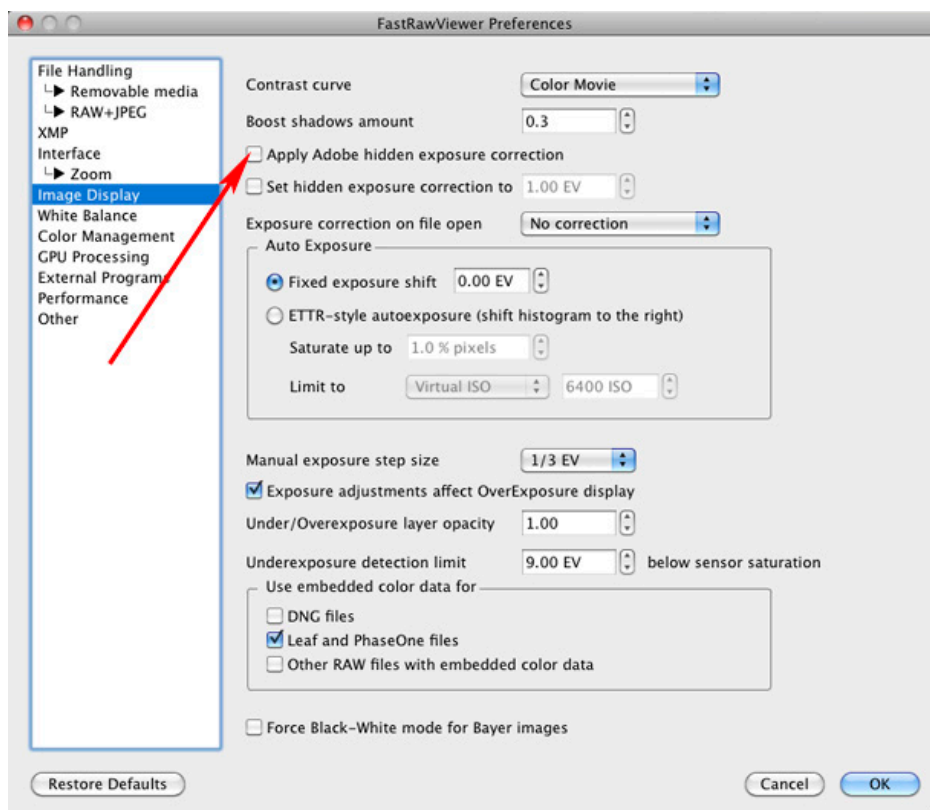 FastRawViewer Preferences
File Handling
Removable media
RAW+JPEG
XMP
Interface
Zoom
Image Display
White Balance
Color Management
GPU Processing
External Programs
Performance
Other
Contrast curve Color Movie
Boost shadows amount 0.3
Apply Adobe hidden exposure correction
Set hidden exposure correction to 1.00 EV
Exposure correction on file open No correction
Auto Exposure
Fixed exposure shift 0.00 EV
ETTR-style autoexposure (shift histogram to the right)
Saturate up to 1.0 % pixels
Limit to Virtual ISO 6400 ISO
Manual exposure step size 1/3 EV
Exposure adjustments affect OverExposure display
Under/Overexposure layer opacity 1.00
Underexposure detection limit 9.00 EV below sensor saturation
Use embedded color data for
DNG files
Leaf and PhaseOne files
Other RAW files with embedded color data
Force Black-White mode for Bayer images
Restore Defaults Cancel OK